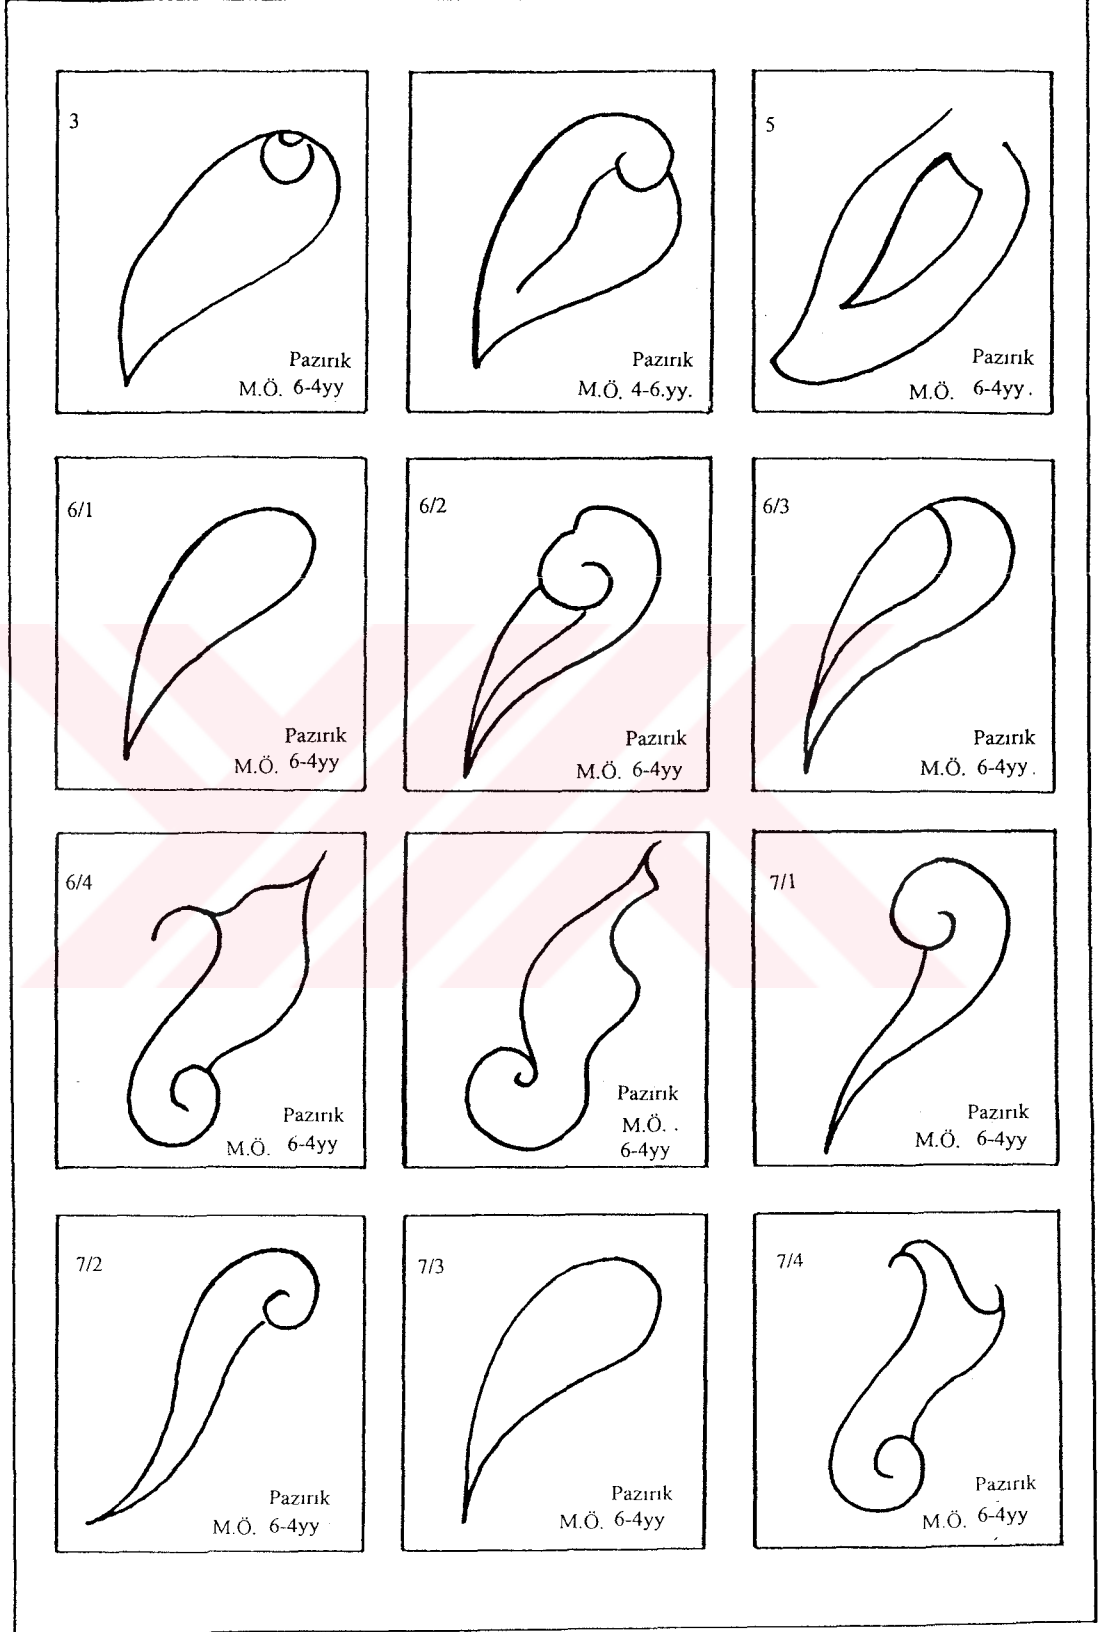 3
Pazırık
M.Ö. 6-4yy
Pazırık
M.Ö. 4-6.yy.
5
Pazırık
M.Ö. 6-4yy.
6/1
Pazırık
M.Ö. 6-4yy
6/2
Pazırık
M.Ö. 6-4yy
6/3
Pazırık
M.Ö. 6-4yy.
6/4
Pazırık
M.Ö. 6-4yy
Pazırık
M.Ö. .
6-4yy
7/1
Pazırık
M.Ö. 6-4yy
7/2
Pazırık
M.Ö. 6-4yy
7/3
Pazırık
M.Ö. 6-4yy
7/4
Pazırık
M.Ö. 6-4yy